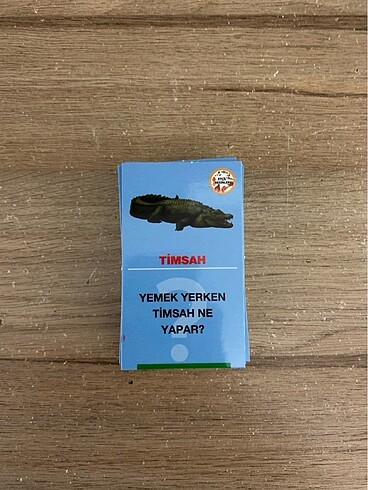 TİMSAH
YEMEK YERKEN
TİMSAH NE
YAPAR?
?